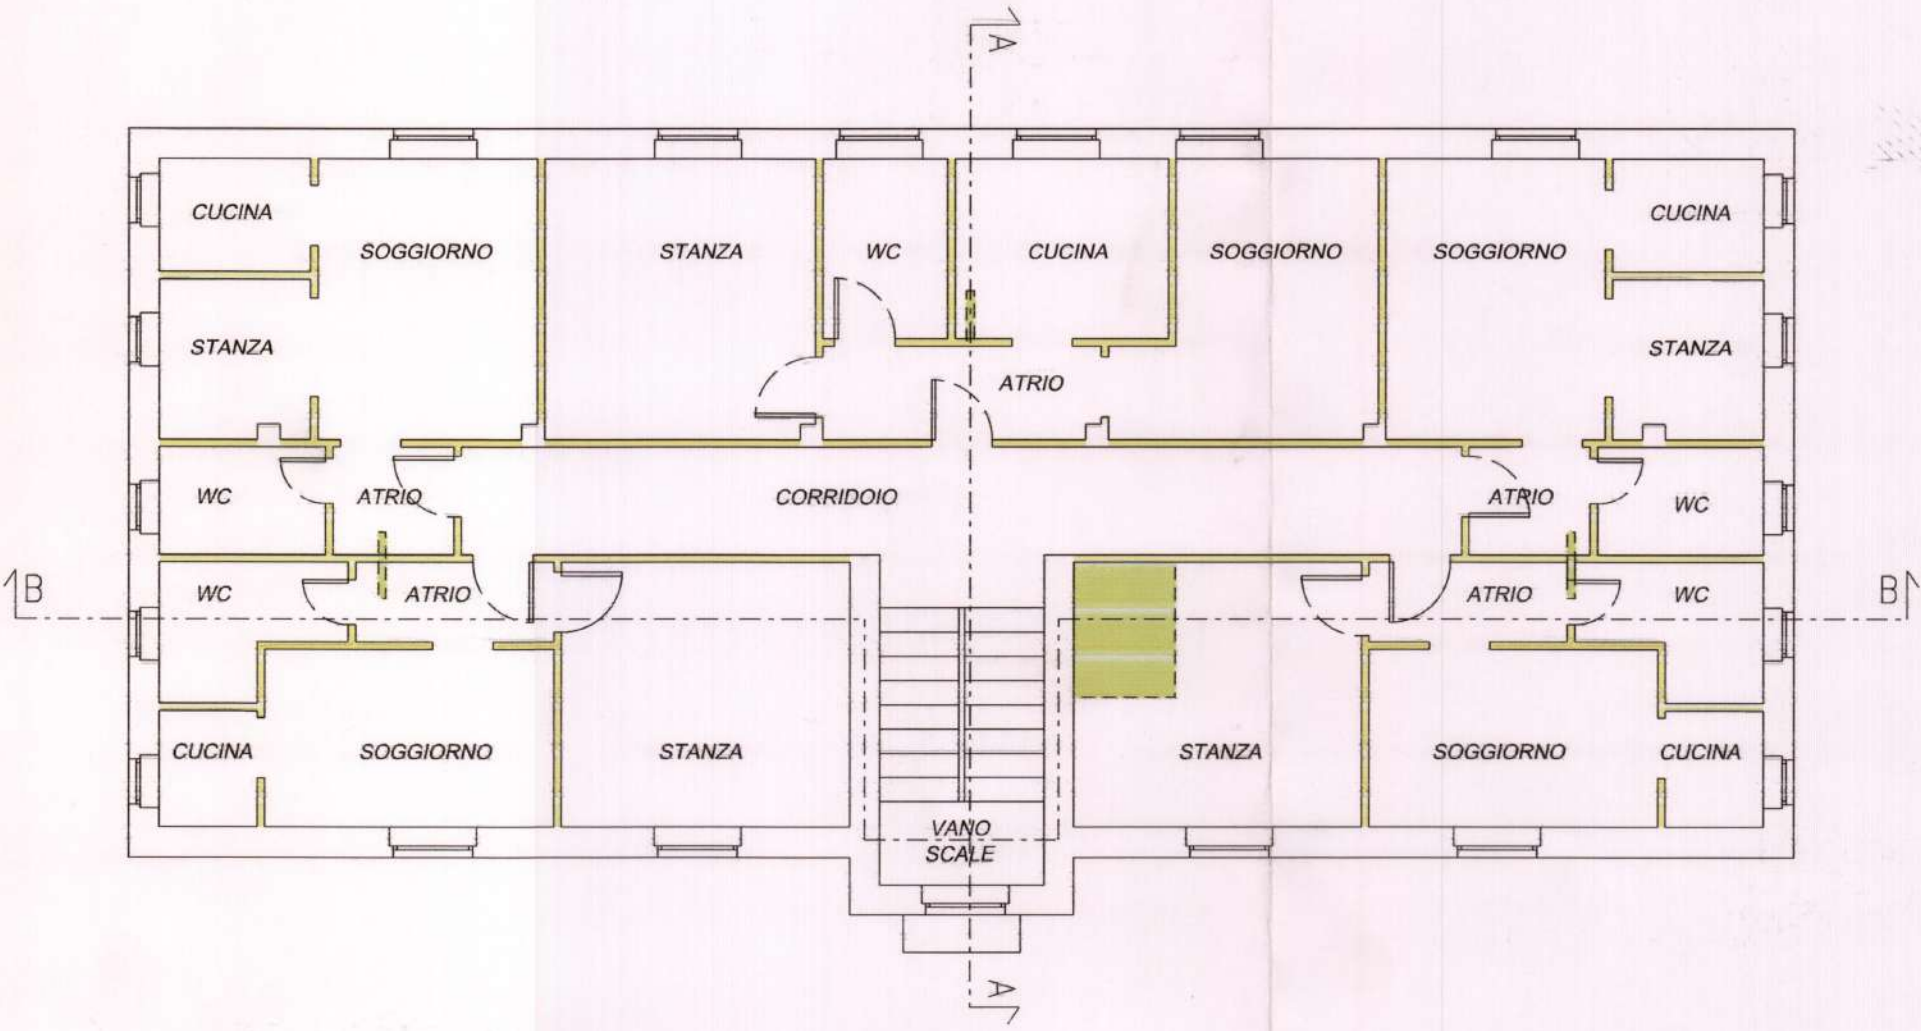 A
CUCINA
CUCINA
SOGGIORNO
STANZA
WC
CUCINA
SOGGIORNO
SOGGIORNO
STANZA
STANZA
ATRIO
WC
ATRIO
CORRIDOIO
ATRIO
WC
B
WC
ATRIO
ATRIO
WC
B
CUCINA
SOGGIORNO
STANZA
STANZA
SOGGIORNO
CUCINA
VANO
SCALE
A